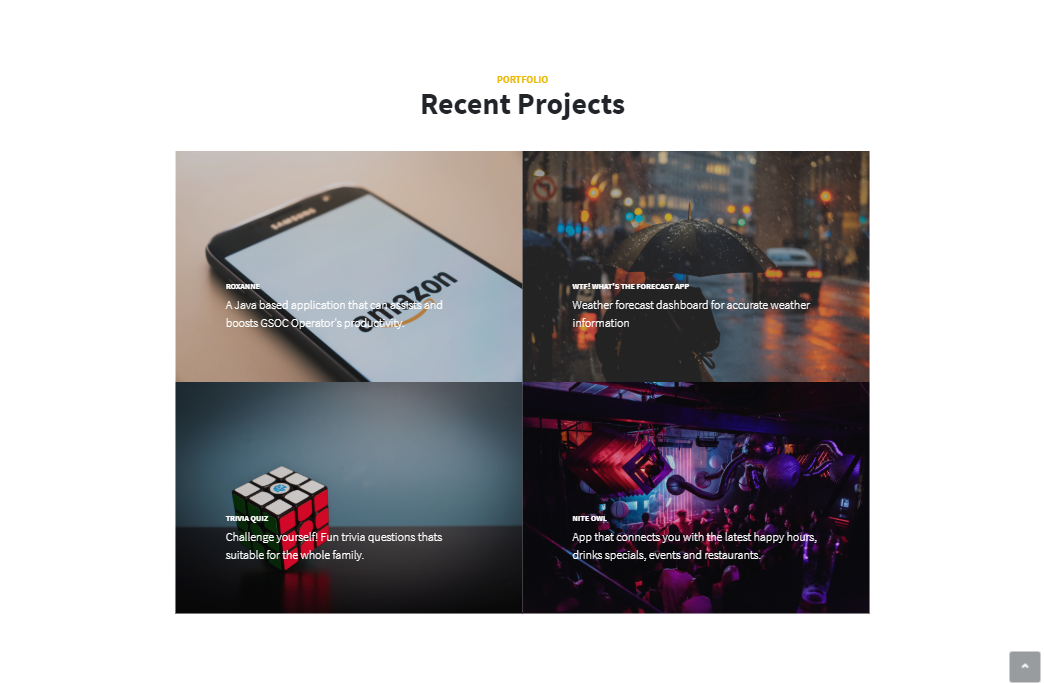 PORTFOLIO
Recent Projects
SAMSUNG
amazon
ROXANNE
A Java based application that can assists and
boosts GSOC Operator's productivity.
WTF! WHAT'S THE FORECAST APP
Weather forecast dashboard for accurate weather
information
TRIVIA QUIZ
Challenge yourself! Fun trivia questions thats
suitable for the whole family.
NITE OWL
App that connects you with the latest happy hours,
drinks specials, events and restaurants.